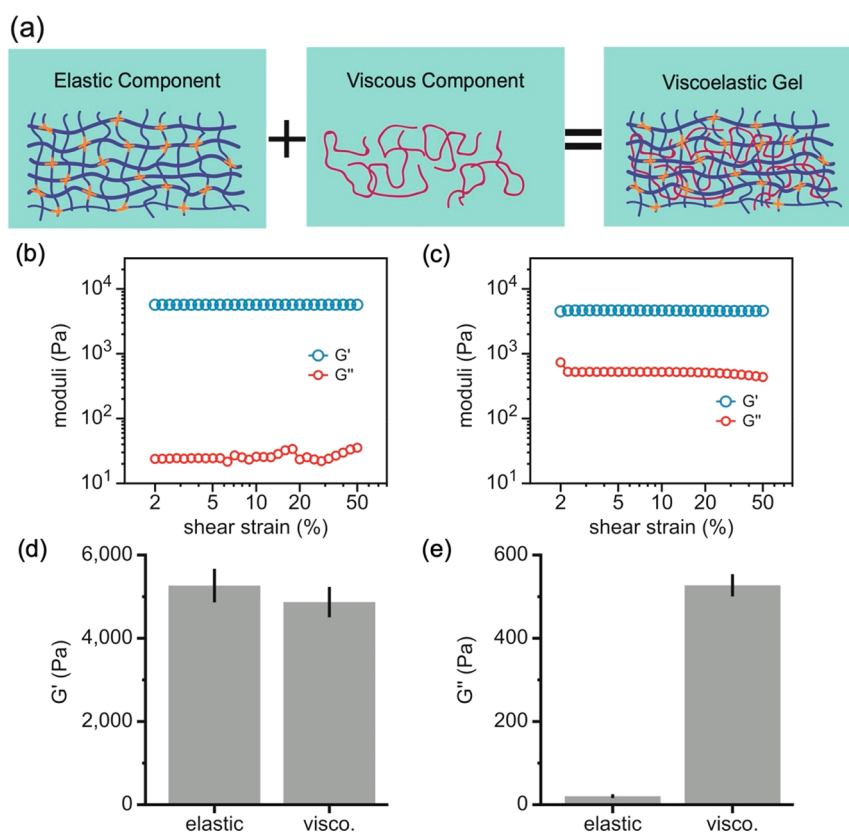 (a)
Elastic Component
Viscous Component
Viscoelastic Gel
+
=
(b)
moduli (Pa)
10⁴
10³
10²
10¹
G'
G''
2
5
10
20
50
shear strain (%)
(c)
moduli (Pa)
10⁴
10³
10²
10¹
G'
G''
2
5
10
20
50
shear strain (%)
(d)
G' (Pa)
6,000
4,000
2,000
0
elastic
visco.
(e)
G'' (Pa)
600
400
200
0
elastic
visco.